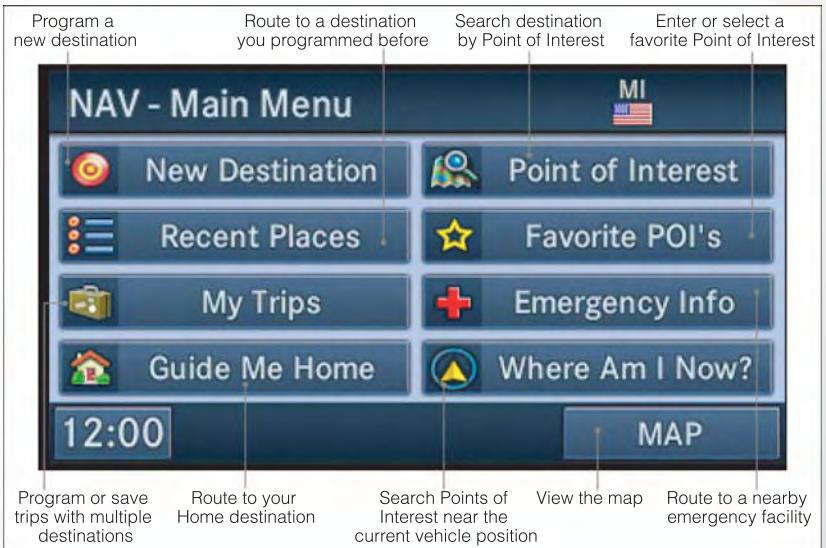 Program a
new destination
Route to a destination
you programmed before
Search destination
by Point of Interest
Enter or select a
favorite Point of Interest
NAV - Main Menu
MI
New Destination
Point of Interest
Recent Places
Favorite POI's
My Trips
Emergency Info
Guide Me Home
Where Am I Now?
12:00
MAP
Program or save
trips with multiple
destinations
Route to your
Home destination
Search Points of
Interest near the
current vehicle position
View the map
Route to a nearby
emergency facility